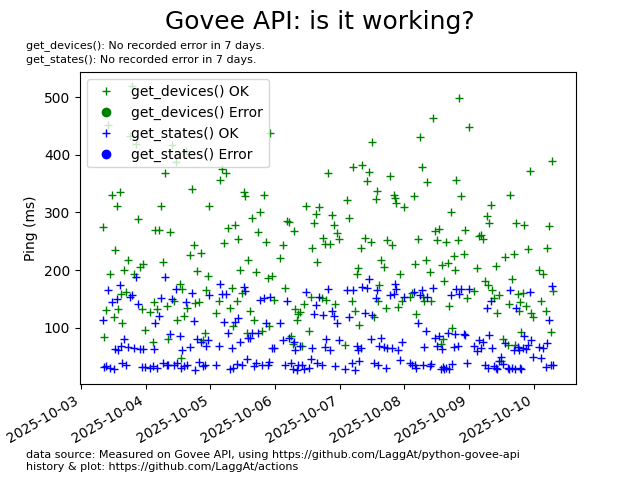 Govee API: is it working?
get_devices(): No recorded error in 7 days.
get_states(): No recorded error in 7 days.
get_devices() OK
get_devices() Error
get_states() OK
get_states() Error
Ping (ms)
500
400
300
200
100
2025-10-03
2025-10-04
2025-10-05
2025-10-06
2025-10-07
2025-10-08
2025-10-09
2025-10-10
data source: Measured on Govee API, using https://github.com/LaggAt/python-govee-api
history & plot: https://github.com/LaggAt/actions